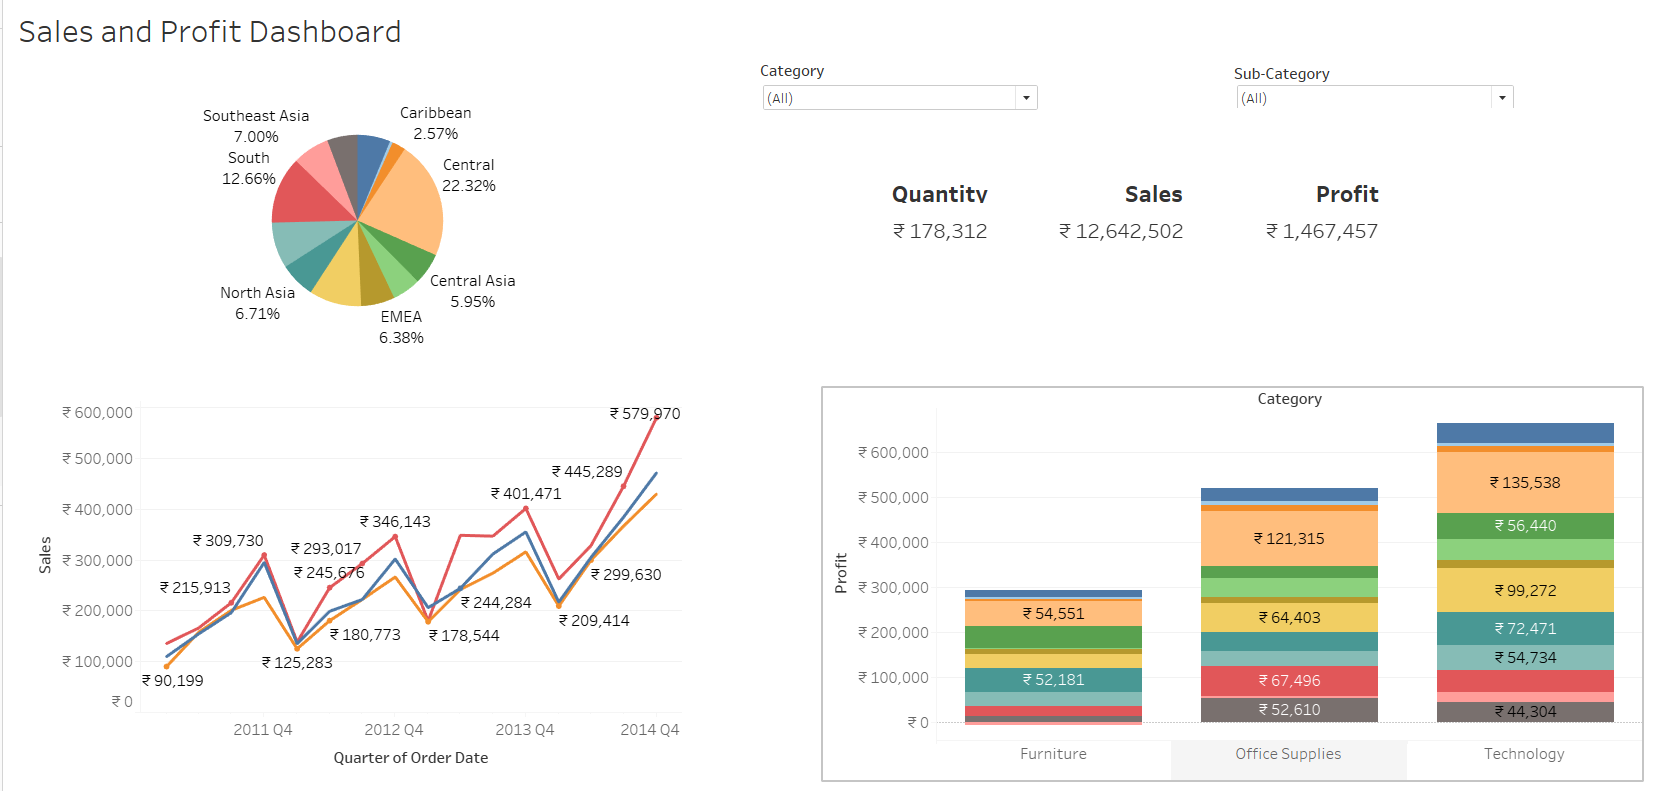 Sales and Profit Dashboard
Category
(All)
Sub-Category
(All)
Southeast Asia
7.00%
Caribbean
2.57%
South
12.66%
Central
22.32%
Central Asia
5.95%
North Asia
6.71%
EMEA
6.38%
Quantity
Sales
Profit
₹ 178,312
₹ 12,642,502
₹ 1,467,457
Sales
₹ 600,000
₹ 500,000
₹ 400,000
₹ 300,000
₹ 200,000
₹ 100,000
₹ 0
₹ 579,970
₹ 445,289
₹ 401,471
₹ 346,143
₹ 309,730
₹ 293,017
₹ 245,676
₹ 215,913
₹ 299,630
₹ 244,284
₹ 209,414
₹ 180,773
₹ 178,544
₹ 125,283
₹ 90,199
2011 Q4
2012 Q4
2013 Q4
2014 Q4
Quarter of Order Date
Category
Profit
₹ 600,000
₹ 500,000
₹ 400,000
₹ 300,000
₹ 200,000
₹ 100,000
₹ 0
₹ 54,551
₹ 52,181
₹ 121,315
₹ 64,403
₹ 67,496
₹ 52,610
₹ 135,538
₹ 56,440
₹ 99,272
₹ 72,471
₹ 54,734
₹ 44,304
Furniture
Office Supplies
Technology